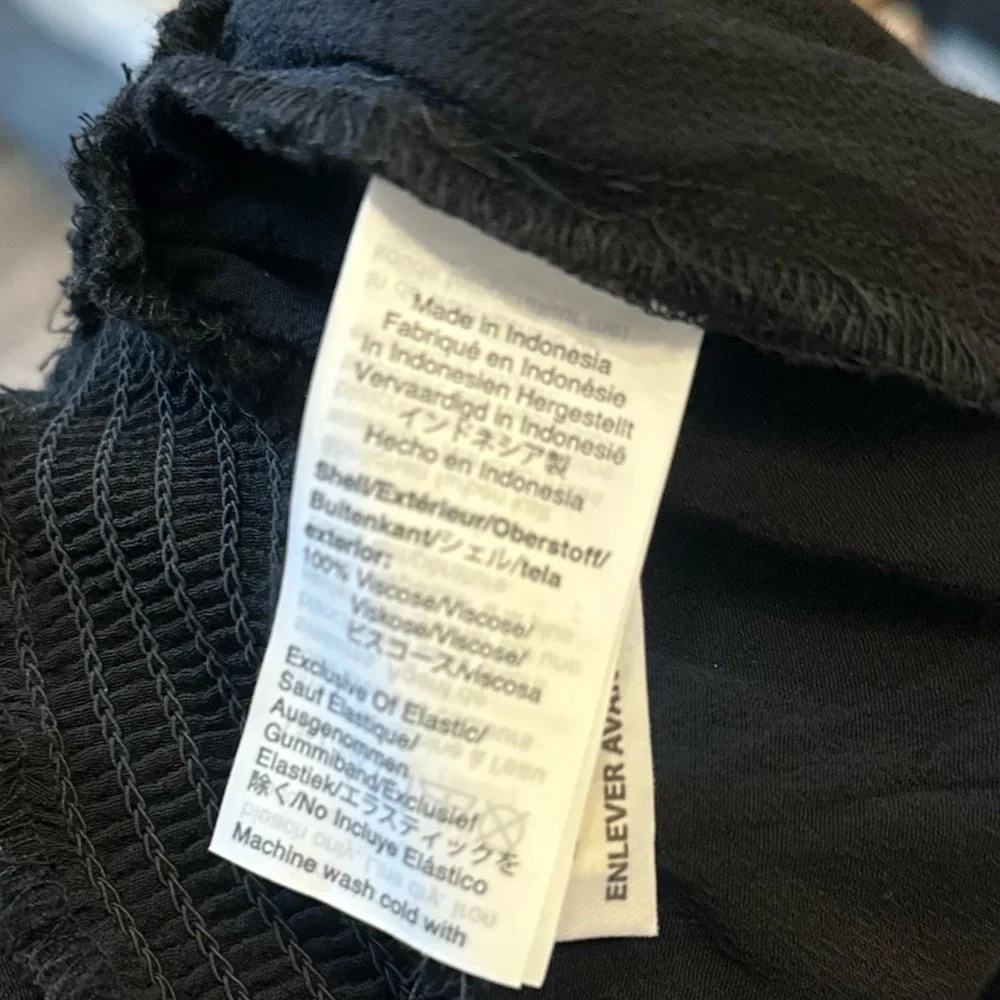 Made in Indonesia
Fabriqué en Indonésie
In Indonesien Hergestellt
Vervaardigd in Indonesië
インドネシア製
Hecho en Indonesia
Shell/Extérieur/Oberstoff/
Buitenkant/シェル/tela
exterior:
100% Viscose/Viscose/
Viskose/Viscose/
ビスコース/viscosa
Exclusive Of Elastic/
Sauf Élastique/
Ausgenommen
Gummiband/Exclusief
Elastiek/エラスティックを
除く/No Incluye Elástico
Machine wash cold with
ENLEVER